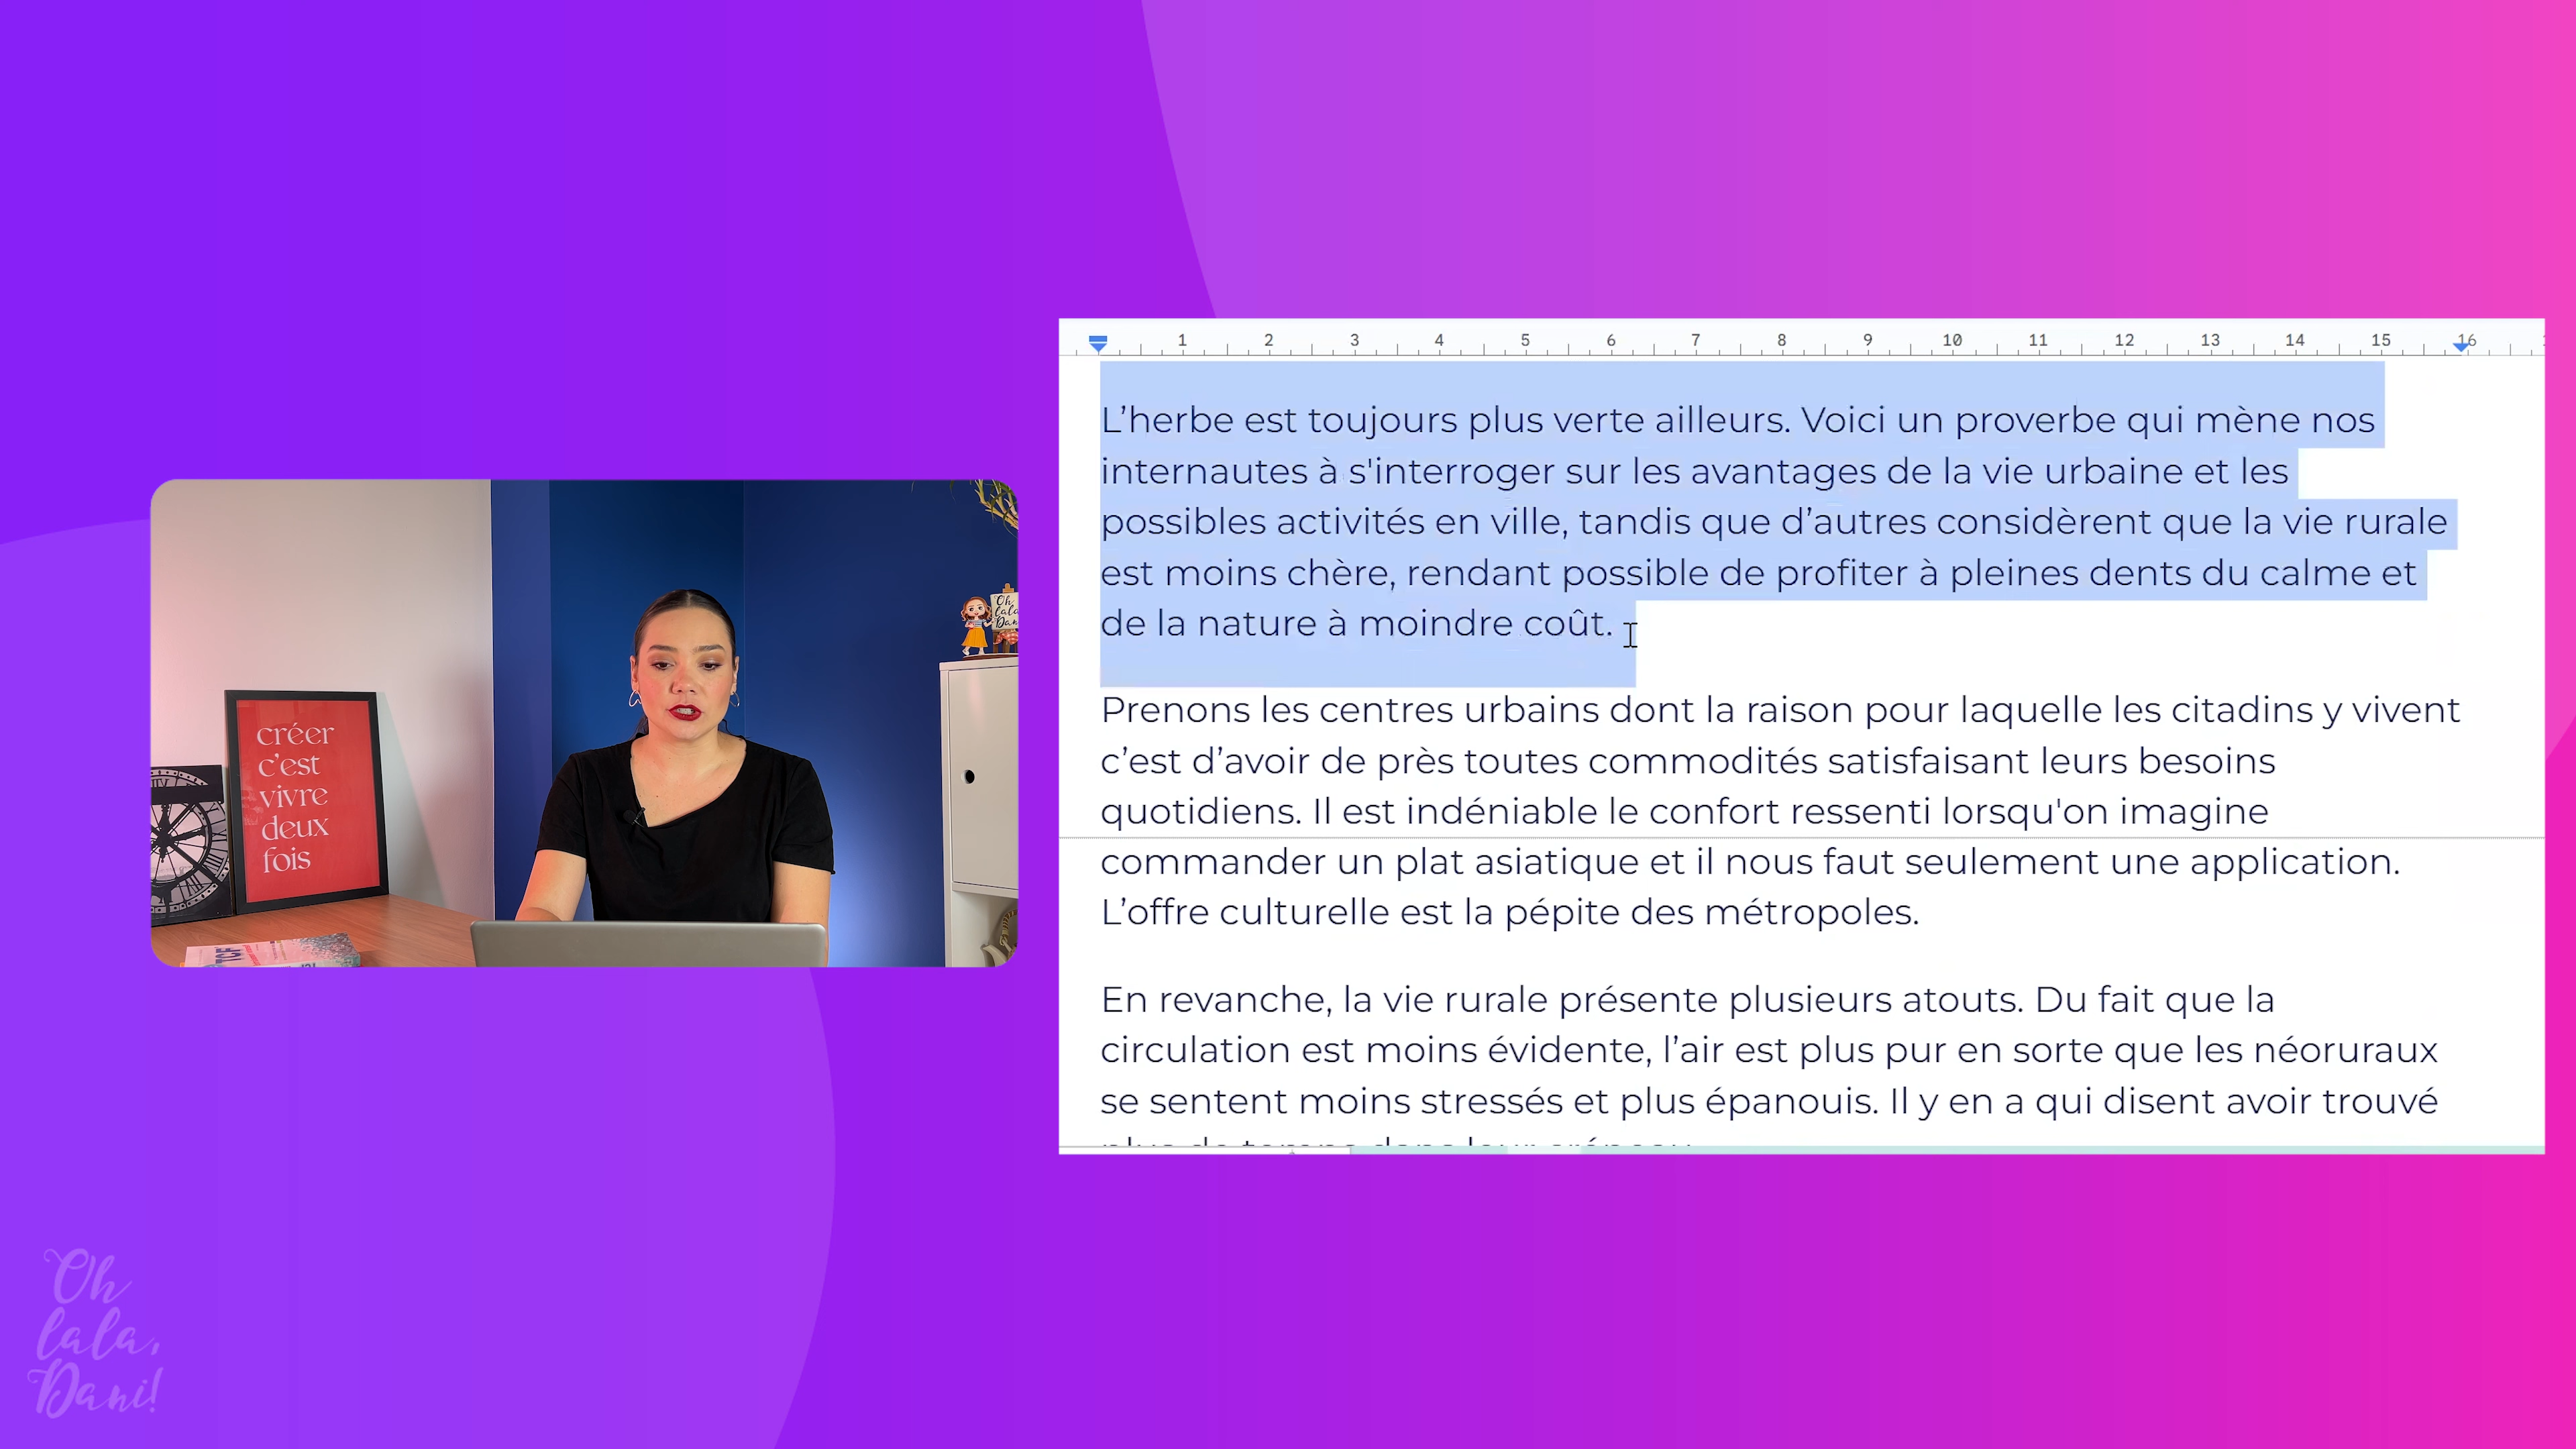 1 2 3 4 5 6 7 8 9 10 11 12 13 14 15 16
L’herbe est toujours plus verte ailleurs. Voici un proverbe qui mène nos
internautes à s'interroger sur les avantages de la vie urbaine et les
possibles activités en ville, tandis que d’autres considèrent que la vie rurale
est moins chère, rendant possible de profiter à pleines dents du calme et
de la nature à moindre coût.
Prenons les centres urbains dont la raison pour laquelle les citadins y vivent
c’est d’avoir de près toutes commodités satisfaisant leurs besoins
quotidiens. Il est indéniable le confort ressenti lorsqu'on imagine
commander un plat asiatique et il nous faut seulement une application.
L’offre culturelle est la pépite des métropoles.
En revanche, la vie rurale présente plusieurs atouts. Du fait que la
circulation est moins évidente, l’air est plus pur en sorte que les néoruraux
se sentent moins stressés et plus épanouis. Il y en a qui disent avoir trouvé
créer
c’est
vivre
deux
fois
Oh
lala
Dan
TCF
Oh
lala,
Dani!